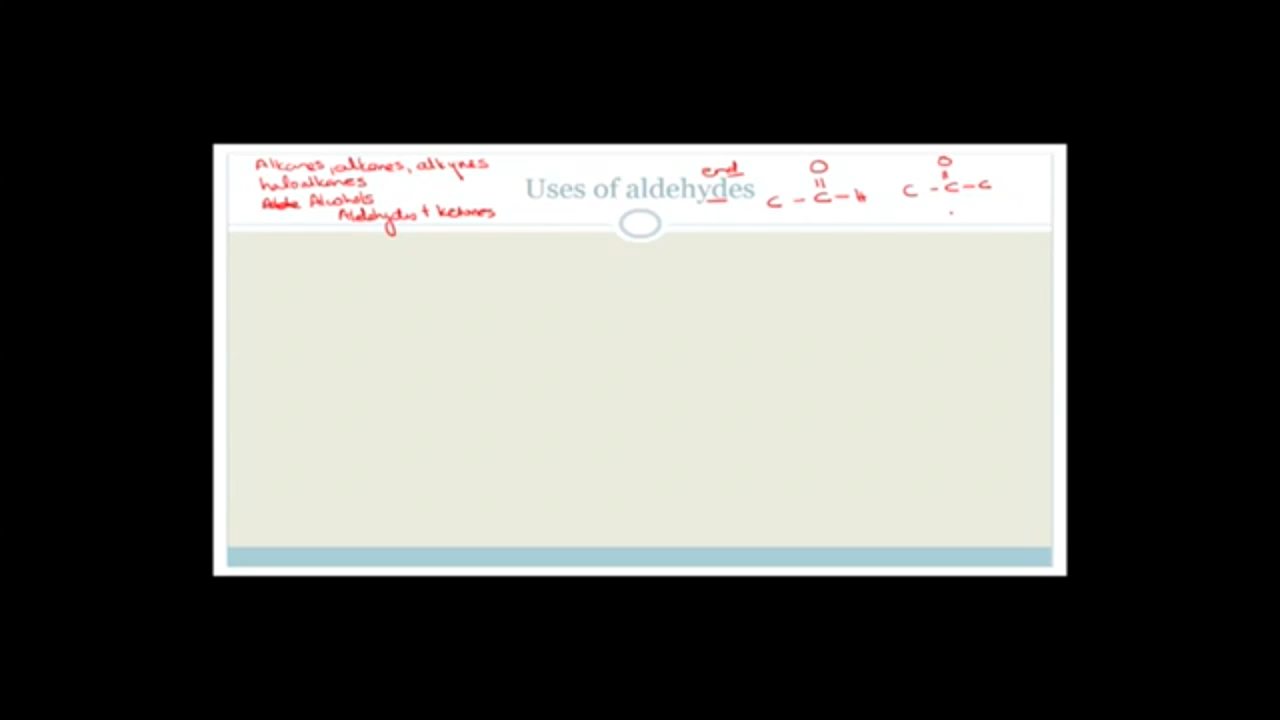 Alkanes, alkenes, alkynes
haloalkanes
Alde Alcohols
Aldehydes + ketones
Uses of aldehydes
end
O
||
C - C - H
O
||
C - C - C